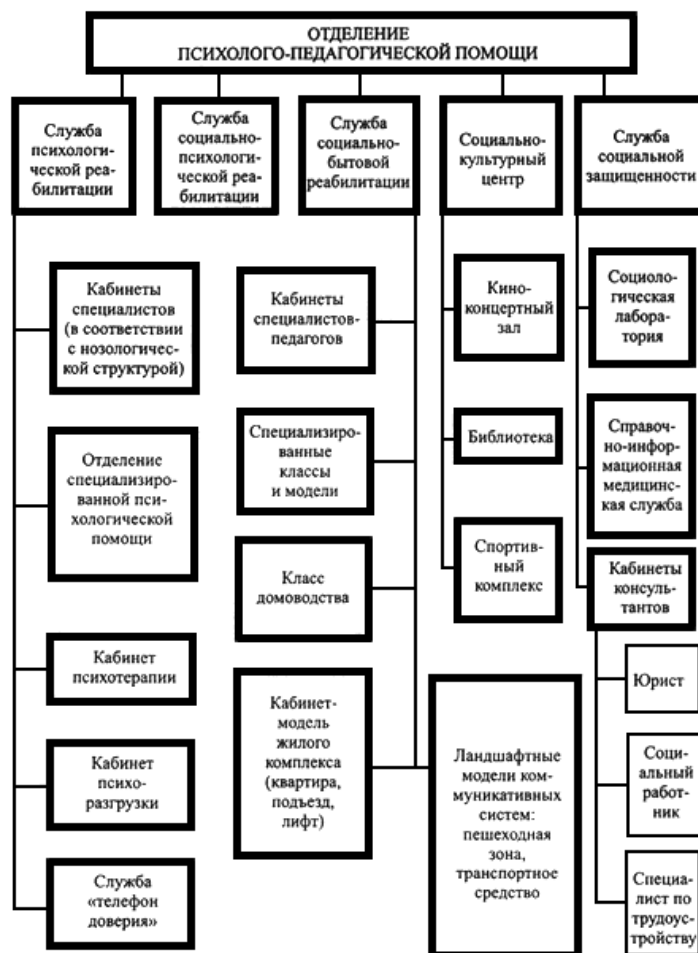 ОТДЕЛЕНИЕ
ПСИХОЛОГО-ПЕДАГОГИЧЕСКОЙ ПОМОЩИ
Служба
психологи-
ческой реа-
билитации
Служба
социально-
психологи-
ческой реа-
билитации
Служба
социально-
бытовой
реабилитации
Социально-
культурный
центр
Служба
социальной
защищенности
Кабинеты
специалистов
(в соответствии
с нозологичес-
кой структурой)
Отделение
специализиро-
ванной пси-
хологической
помощи
Кабинет
психотерапии
Кабинет
психо-
разгрузки
Служба
«телефон
доверия»
Кабинеты
специалистов-
педагогов
Специализиро-
ванные
классы
и модели
Класс
домоводства
Кабинет-
модель
жилого
комплекса
(квартира,
подъезд,
лифт)
Ландшафтные
модели ком-
муникативных
систем:
пешеходная
зона,
транспортное
средство
Кино-
концертный
зал
Библиотека
Спортив-
ный
комплекс
Социоло-
гическая
лабора-
тория
Справоч-
но-инфор-
мационная
медицинс-
кая служба
Кабинеты
консуль-
тантов
Юрист
Соци-
альный
работ-
ник
Специа-
лист по
трудоус-
тройству